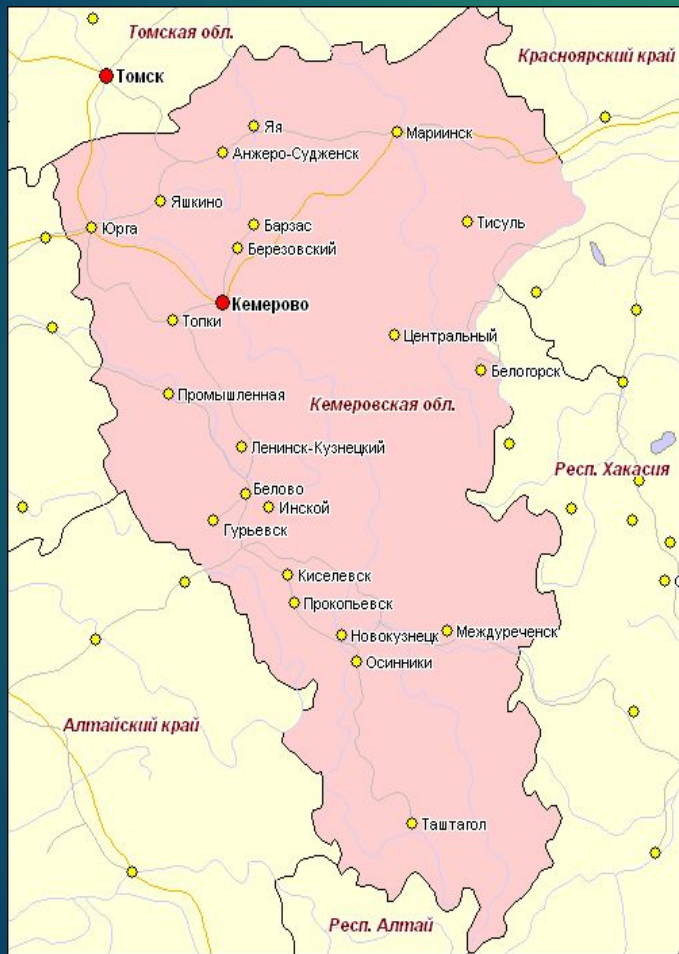 Томская обл.
Красноярский край
Томск
Яя
Мариинск
Анжеро-Судженск
Яшкино
Барзас
Тисуль
Юрга
Березовский
Кемерово
Топки
Центральный
Белогорск
Промышленная
Кемеровская обл.
Ленинск-Кузнецкий
Респ. Хакасия
Белово
Инской
Гурьевск
Киселевск
Прокопьевск
Новокузнецк
Междуреченск
Осинники
Алтайский край
Таштагол
Респ. Алтай